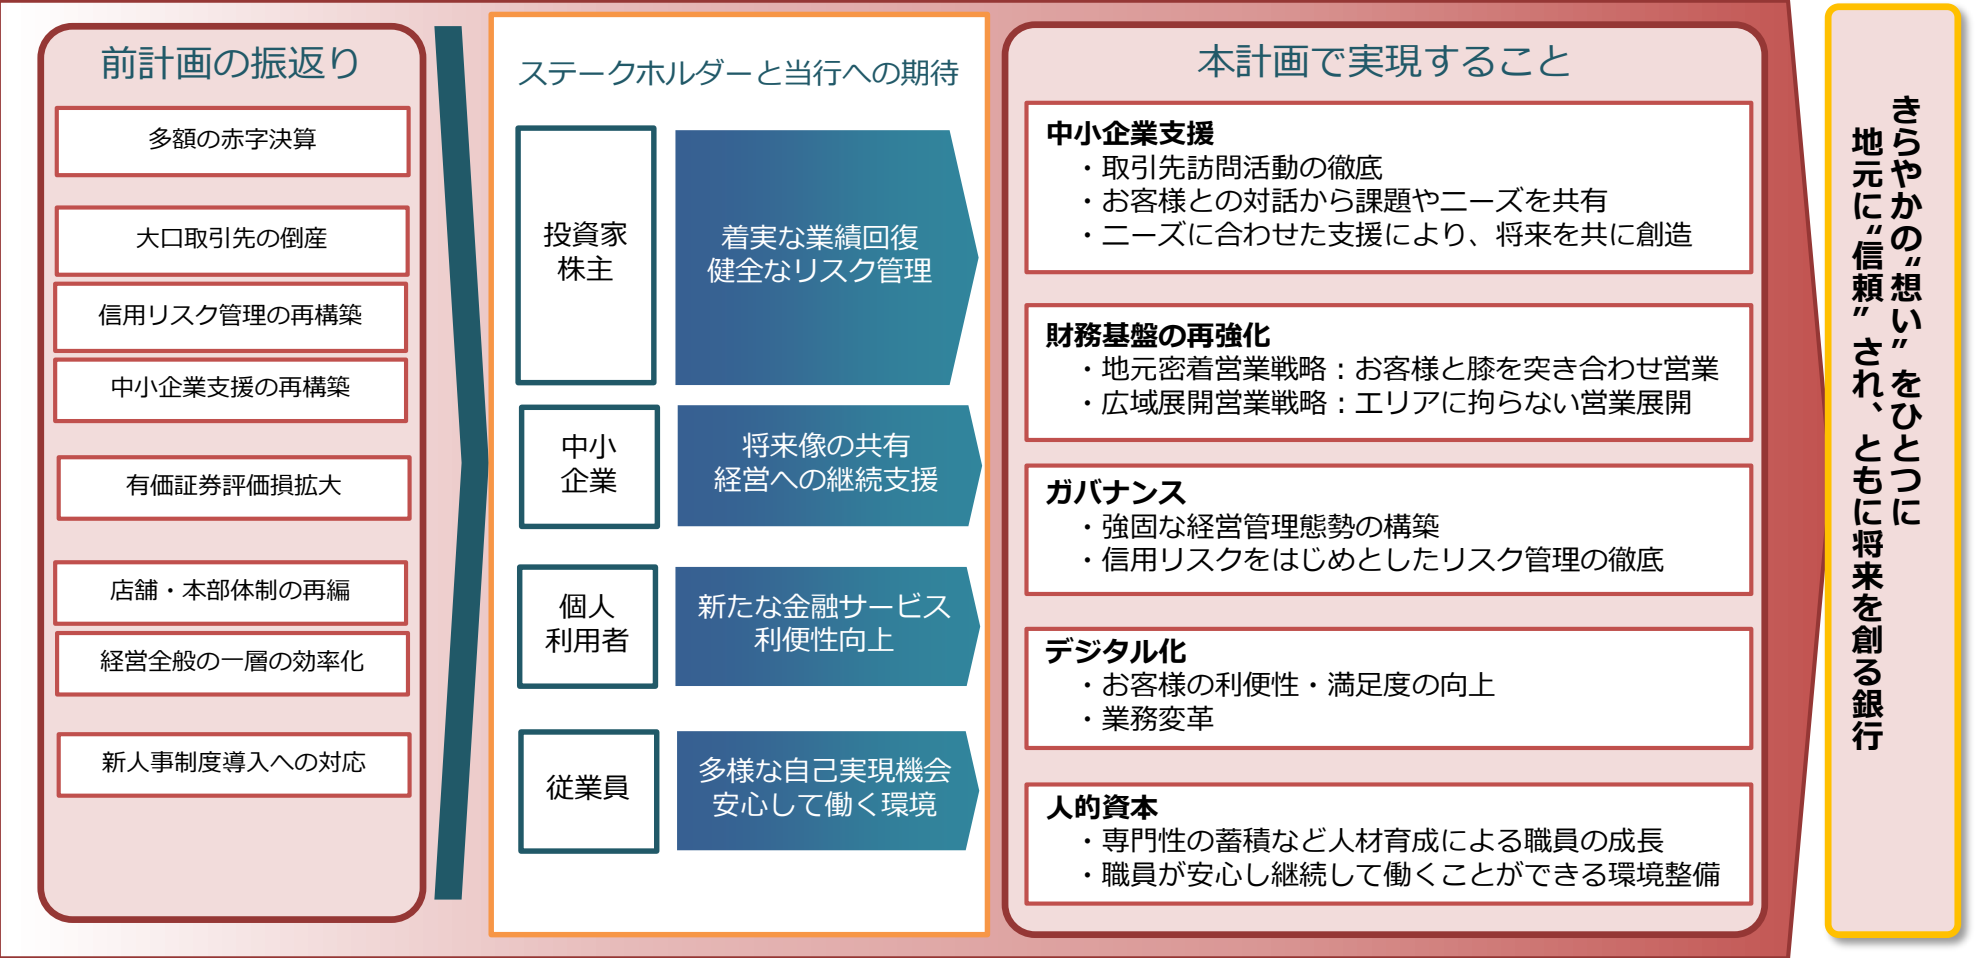 前計画の振返り
多額の赤字決算
大口取引先の倒産
信用リスク管理の再構築
中小企業支援の再構築
有価証券評価損拡大
店舗・本部体制の再編
経営全般の一層の効率化
新人事制度導入への対応
ステークホルダーと当行への期待
投資家
株主
着実な業績回復
健全なリスク管理
中小
企業
将来像の共有
経営への継続支援
個人
利用者
新たな金融サービス
利便性向上
従業員
多様な自己実現機会
安心して働く環境
本計画で実現すること
中小企業支援
・取引先訪問活動の徹底
・お客様との対話から課題やニーズを共有
・ニーズに合わせた支援により、将来を共に創造
財務基盤の再強化
・地元密着営業戦略：お客様と膝を突き合わせ営業
・広域展開営業戦略：エリアに拘らない営業展開
ガバナンス
・強固な経営管理態勢の構築
・信用リスクをはじめとしたリスク管理の徹底
デジタル化
・お客様の利便性・満足度の向上
・業務変革
人的資本
・専門性の蓄積など人材育成による職員の成長
・職員が安心し継続して働くことができる環境整備
きらやかの“想い”をひとつに
地元に“信頼”され、ともに将来を創る銀行